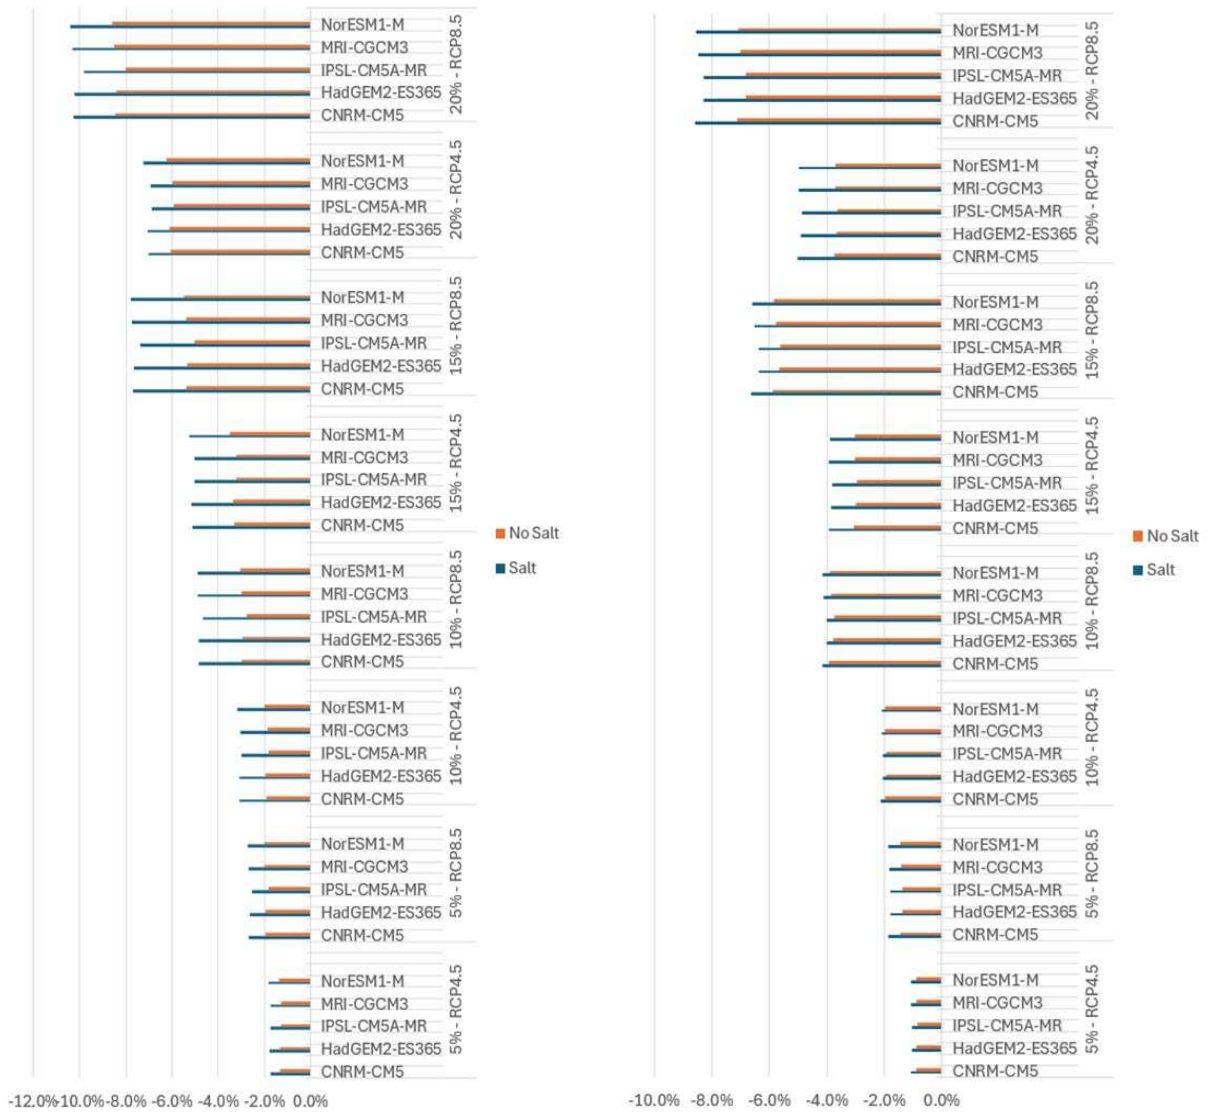 NorESM1-M
MRI-CGCM3
IPSL-CM5A-MR
HadGEM2-ES365
CNRM-CM5
20% - RCP8.5
NorESM1-M
MRI-CGCM3
IPSL-CM5A-MR
HadGEM2-ES365
CNRM-CM5
20% - RCP4.5
NorESM1-M
MRI-CGCM3
IPSL-CM5A-MR
HadGEM2-ES365
CNRM-CM5
15% - RCP8.5
NorESM1-M
MRI-CGCM3
IPSL-CM5A-MR
HadGEM2-ES365
CNRM-CM5
15% - RCP4.5
NorESM1-M
MRI-CGCM3
IPSL-CM5A-MR
HadGEM2-ES365
CNRM-CM5
10% - RCP8.5
NorESM1-M
MRI-CGCM3
IPSL-CM5A-MR
HadGEM2-ES365
CNRM-CM5
10% - RCP4.5
NorESM1-M
MRI-CGCM3
IPSL-CM5A-MR
HadGEM2-ES365
CNRM-CM5
5% - RCP8.5
NorESM1-M
MRI-CGCM3
IPSL-CM5A-MR
HadGEM2-ES365
CNRM-CM5
5% - RCP4.5
-12.0% -10.0% -8.0% -6.0% -4.0% -2.0% 0.0%
No Salt
Salt
NorESM1-M
MRI-CGCM3
IPSL-CM5A-MR
HadGEM2-ES365
CNRM-CM5
20% - RCP8.5
NorESM1-M
MRI-CGCM3
IPSL-CM5A-MR
HadGEM2-ES365
CNRM-CM5
20% - RCP4.5
NorESM1-M
MRI-CGCM3
IPSL-CM5A-MR
HadGEM2-ES365
CNRM-CM5
15% - RCP8.5
NorESM1-M
MRI-CGCM3
IPSL-CM5A-MR
HadGEM2-ES365
CNRM-CM5
15% - RCP4.5
NorESM1-M
MRI-CGCM3
IPSL-CM5A-MR
HadGEM2-ES365
CNRM-CM5
10% - RCP8.5
NorESM1-M
MRI-CGCM3
IPSL-CM5A-MR
HadGEM2-ES365
CNRM-CM5
10% - RCP4.5
NorESM1-M
MRI-CGCM3
IPSL-CM5A-MR
HadGEM2-ES365
CNRM-CM5
5% - RCP8.5
NorESM1-M
MRI-CGCM3
IPSL-CM5A-MR
HadGEM2-ES365
CNRM-CM5
5% - RCP4.5
-10.0% -8.0% -6.0% -4.0% -2.0% 0.0%
No Salt
Salt